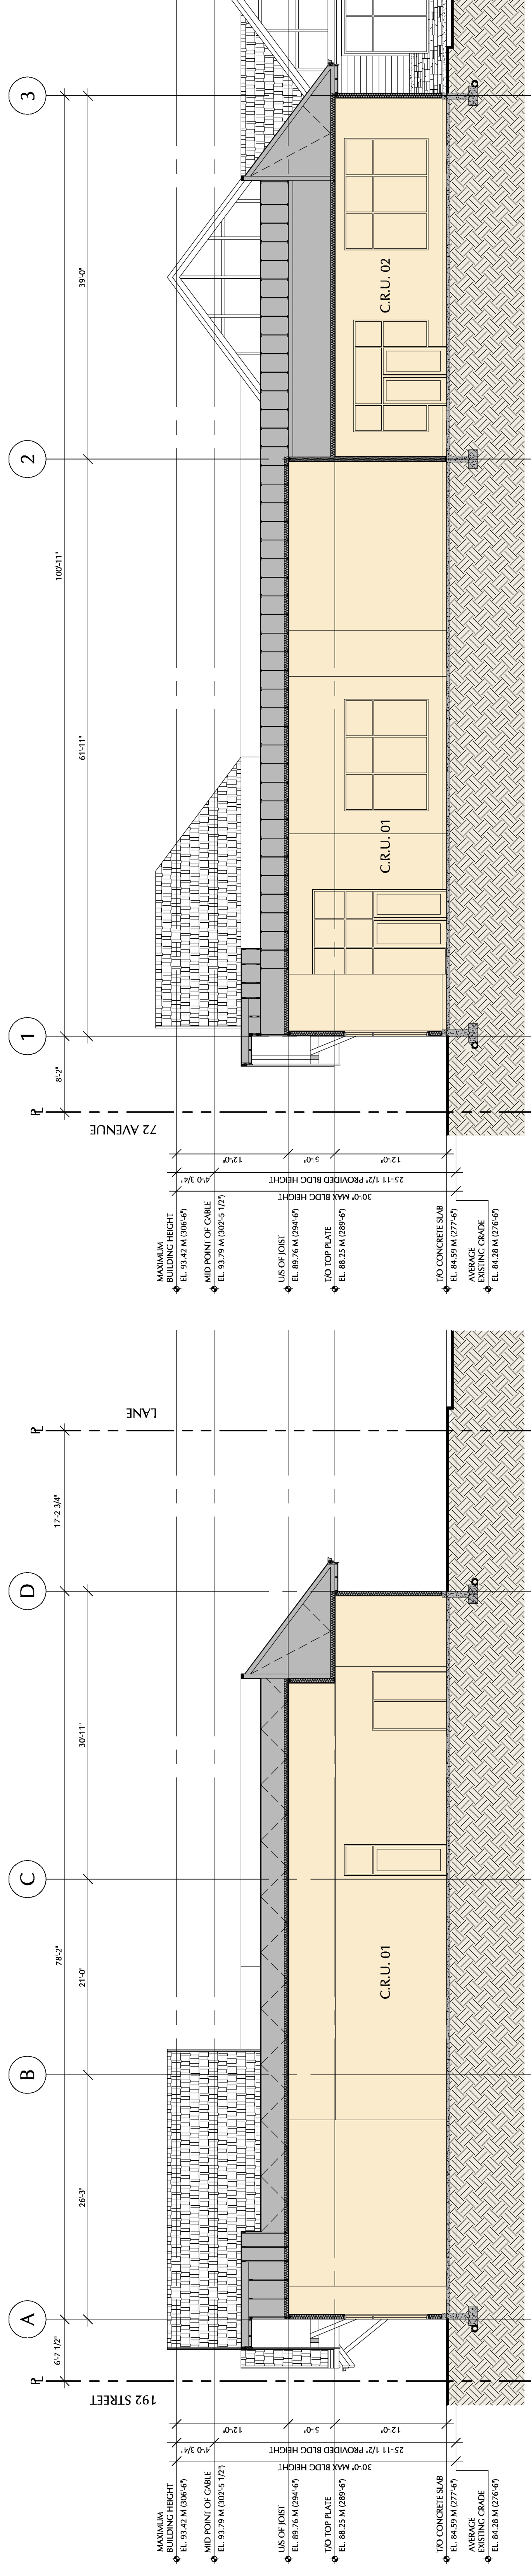 3
2
1
39'-0"
100'-11"
61'-11"
8'-2"
C.R.U. 02
C.R.U. 01
P
L
72 AVENUE
12'-0"
5'-0"
12'-0"
4'-0 3/4"
25'-11 1/2" PROVIDED BLDG HEIGHT
30'-0" MAX BLDG HEIGHT
MAXIMUM
BUILDING HEIGHT
EL. 93.42 M (306'-6")
MID POINT OF GABLE
EL. 93.79 M (302'-5 1/2")
U/S OF JOIST
EL. 89.76 M (294'-6")
T/O TOP PLATE
EL. 88.25 M (289'-6")
T/O CONCRETE SLAB
EL. 84.59 M (277'-6")
AVERAGE
EXISTING GRADE
EL. 84.28 M (276'-6")
LANE
P
L
17'-2 3/4"
D
C
B
A
30'-11"
78'-2"
21'-0"
26'-3"
6'-7 1/2"
C.R.U. 01
P
L
192 STREET
12'-0"
5'-0"
12'-0"
4'-0 3/4"
25'-11 1/2" PROVIDED BLDG HEIGHT
30'-0" MAX BLDG HEIGHT
MAXIMUM
BUILDING HEIGHT
EL. 93.42 M (306'-6")
MID POINT OF GABLE
EL. 93.79 M (302'-5 1/2")
U/S OF JOIST
EL. 89.76 M (294'-6")
T/O TOP PLATE
EL. 88.25 M (289'-6")
T/O CONCRETE SLAB
EL. 84.59 M (277'-6")
AVERAGE
EXISTING GRADE
EL. 84.28 M (276'-6")